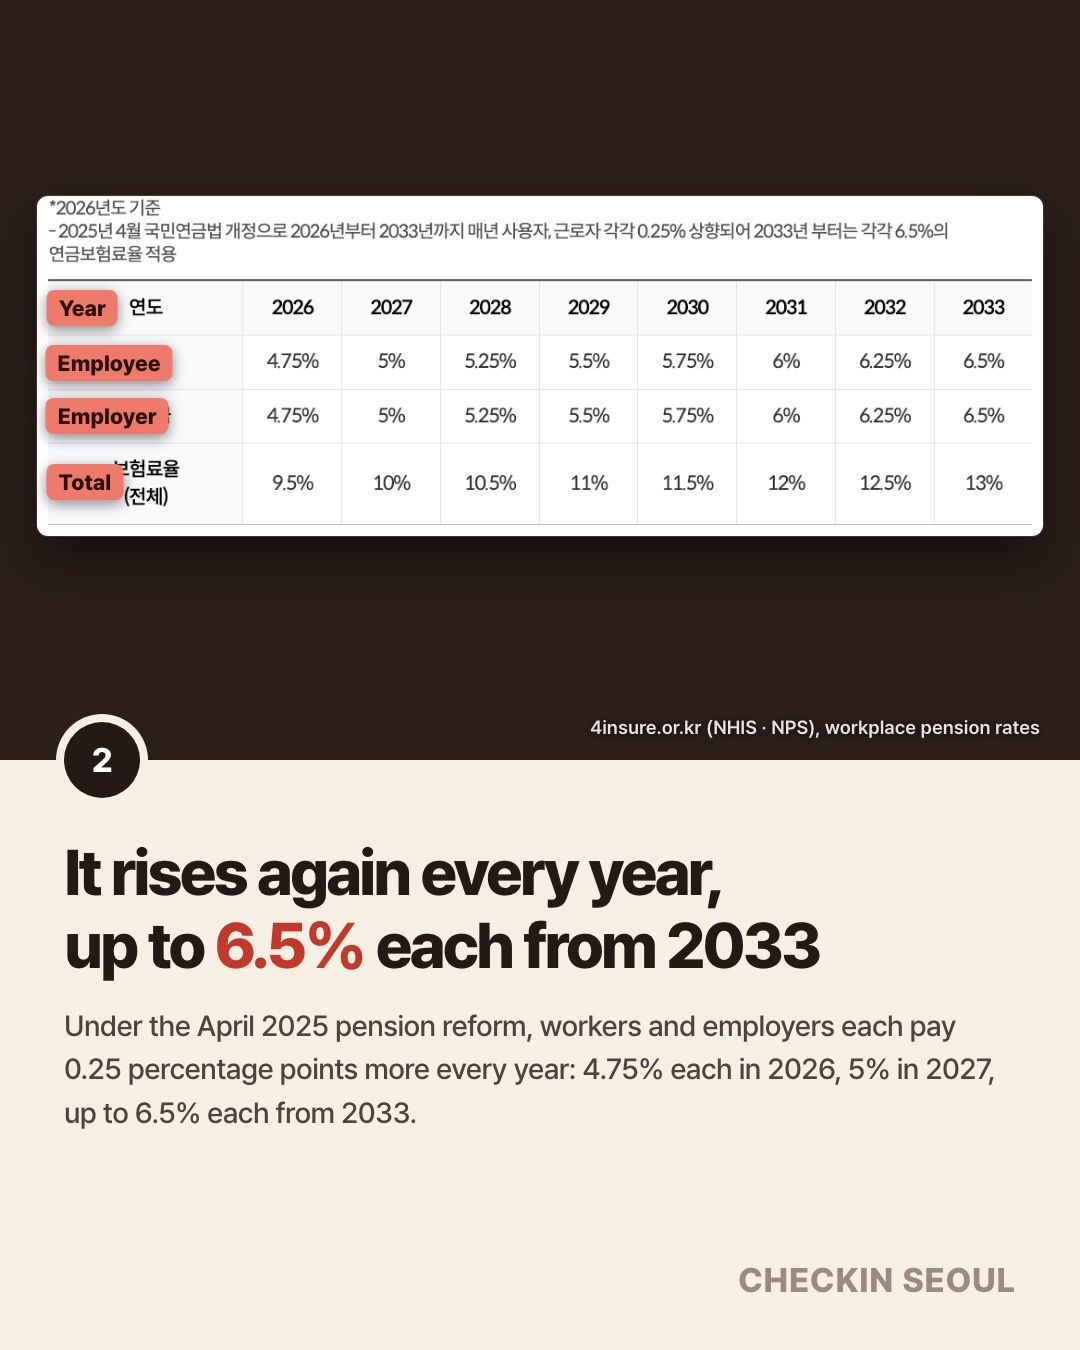 *2026년도 기준
- 2025년 4월 국민연금법 개정으로 2026년부터 2033년까지 매년 사용자, 근로자 각각 0.25% 상향되어 2033년 부터는 각각 6.5%의
연금보험료율 적용
Year 연도 2026 2027 2028 2029 2030 2031 2032 2033
Employee 4.75% 5% 5.25% 5.5% 5.75% 6% 6.25% 6.5%
Employer 4.75% 5% 5.25% 5.5% 5.75% 6% 6.25% 6.5%
보험료율
Total 9.5% 10% 10.5% 11% 11.5% 12% 12.5% 13%
(전체)
4insure.or.kr (NHIS · NPS), workplace pension rates
2
It rises again every year,
up to 6.5% each from 2033
Under the April 2025 pension reform, workers and employers each pay
0.25 percentage points more every year: 4.75% each in 2026, 5% in 2027,
up to 6.5% each from 2033.
CHECKIN SEOUL